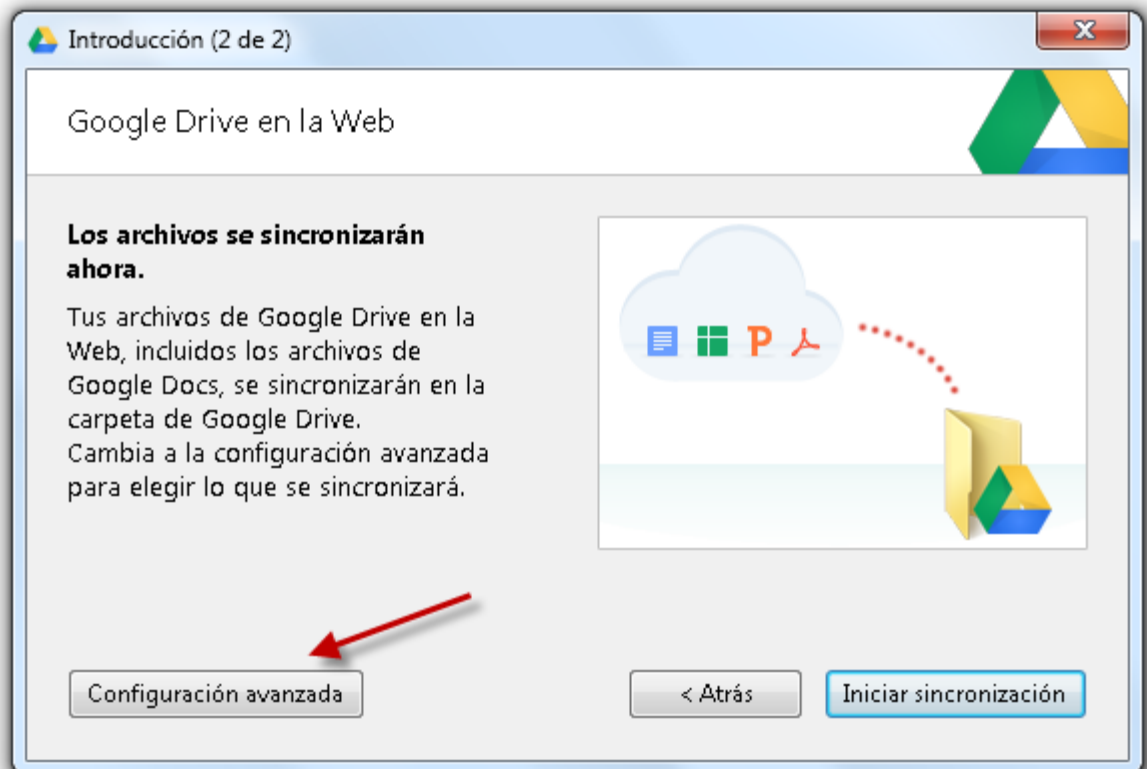 Introducción (2 de 2)
Google Drive en la Web
Los archivos se sincronizarán
ahora.
Tus archivos de Google Drive en la
Web, incluidos los archivos de
Google Docs, se sincronizarán en la
carpeta de Google Drive.
Cambia a la configuración avanzada
para elegir lo que se sincronizará.
P
Configuración avanzada
< Atrás
Iniciar sincronización